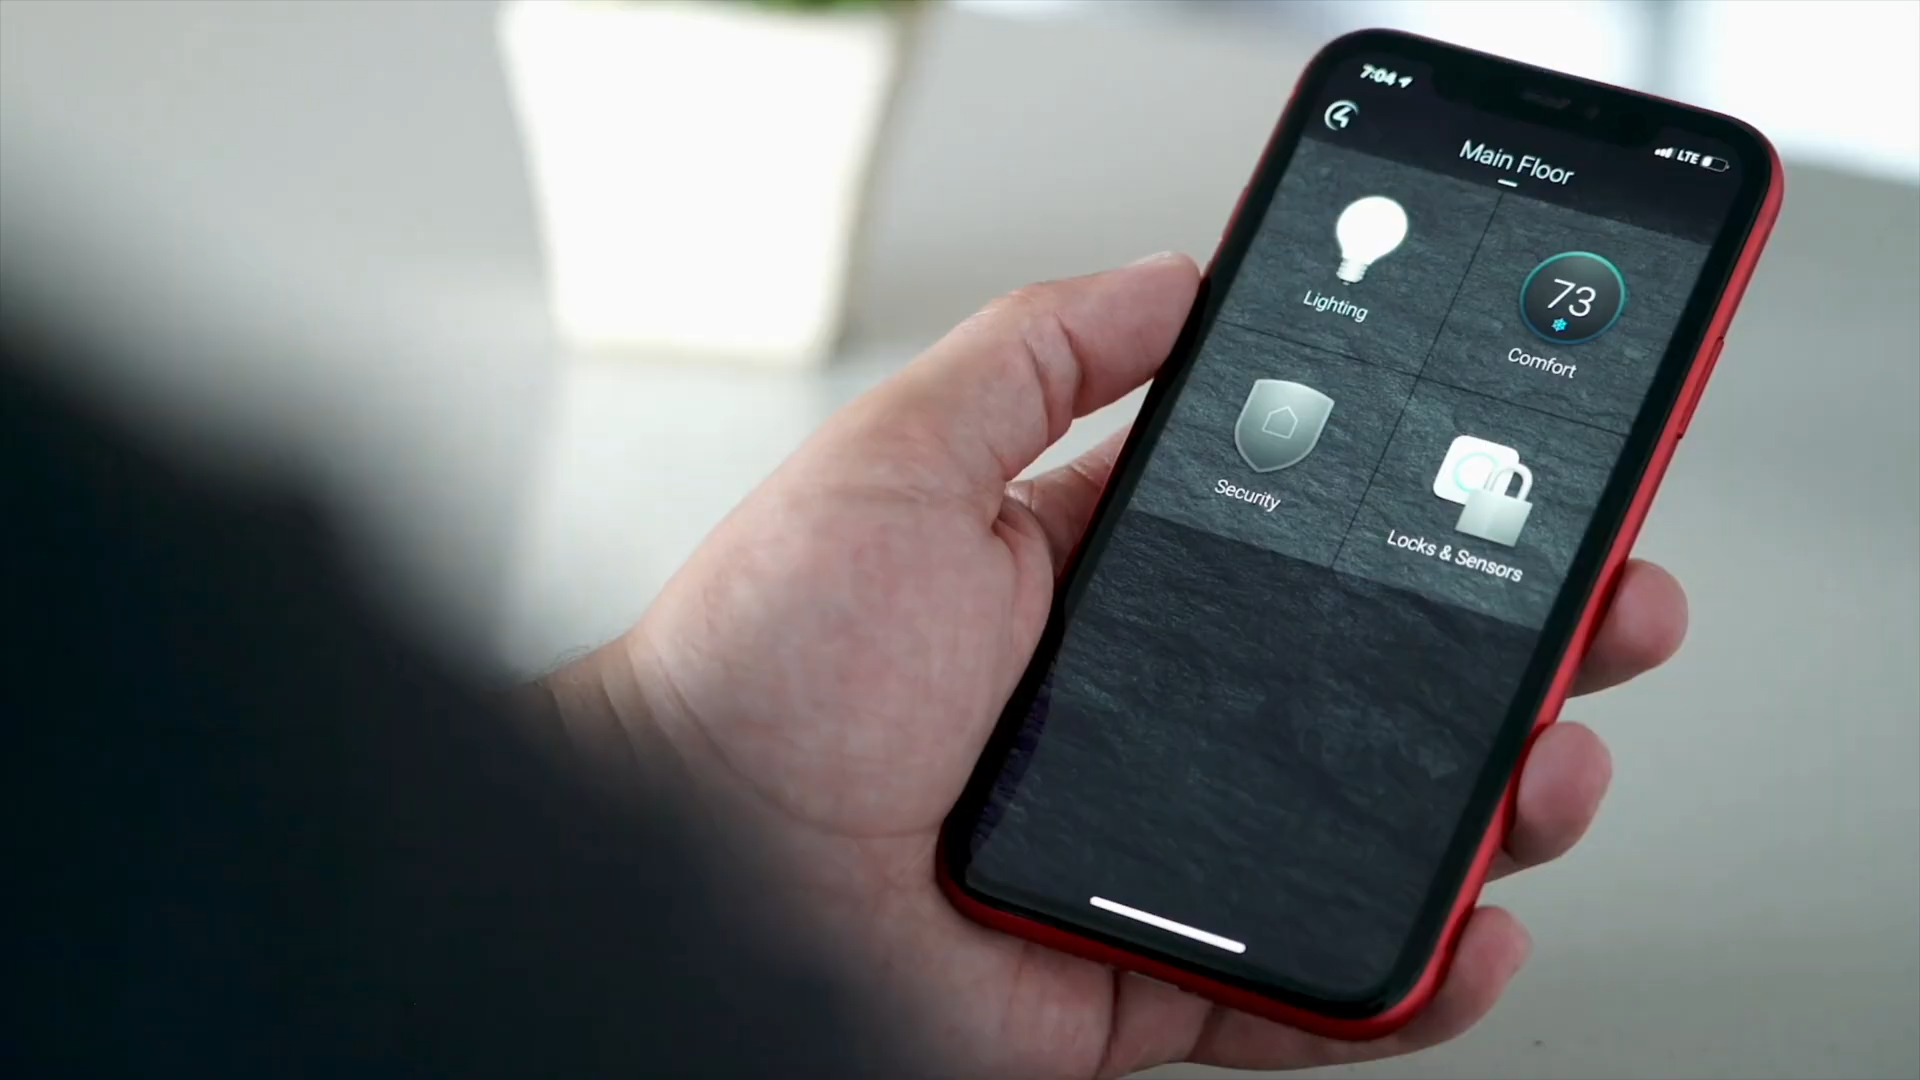 7:04
LTE
Main Floor
Lighting
73
Comfort
Security
Locks & Sensors